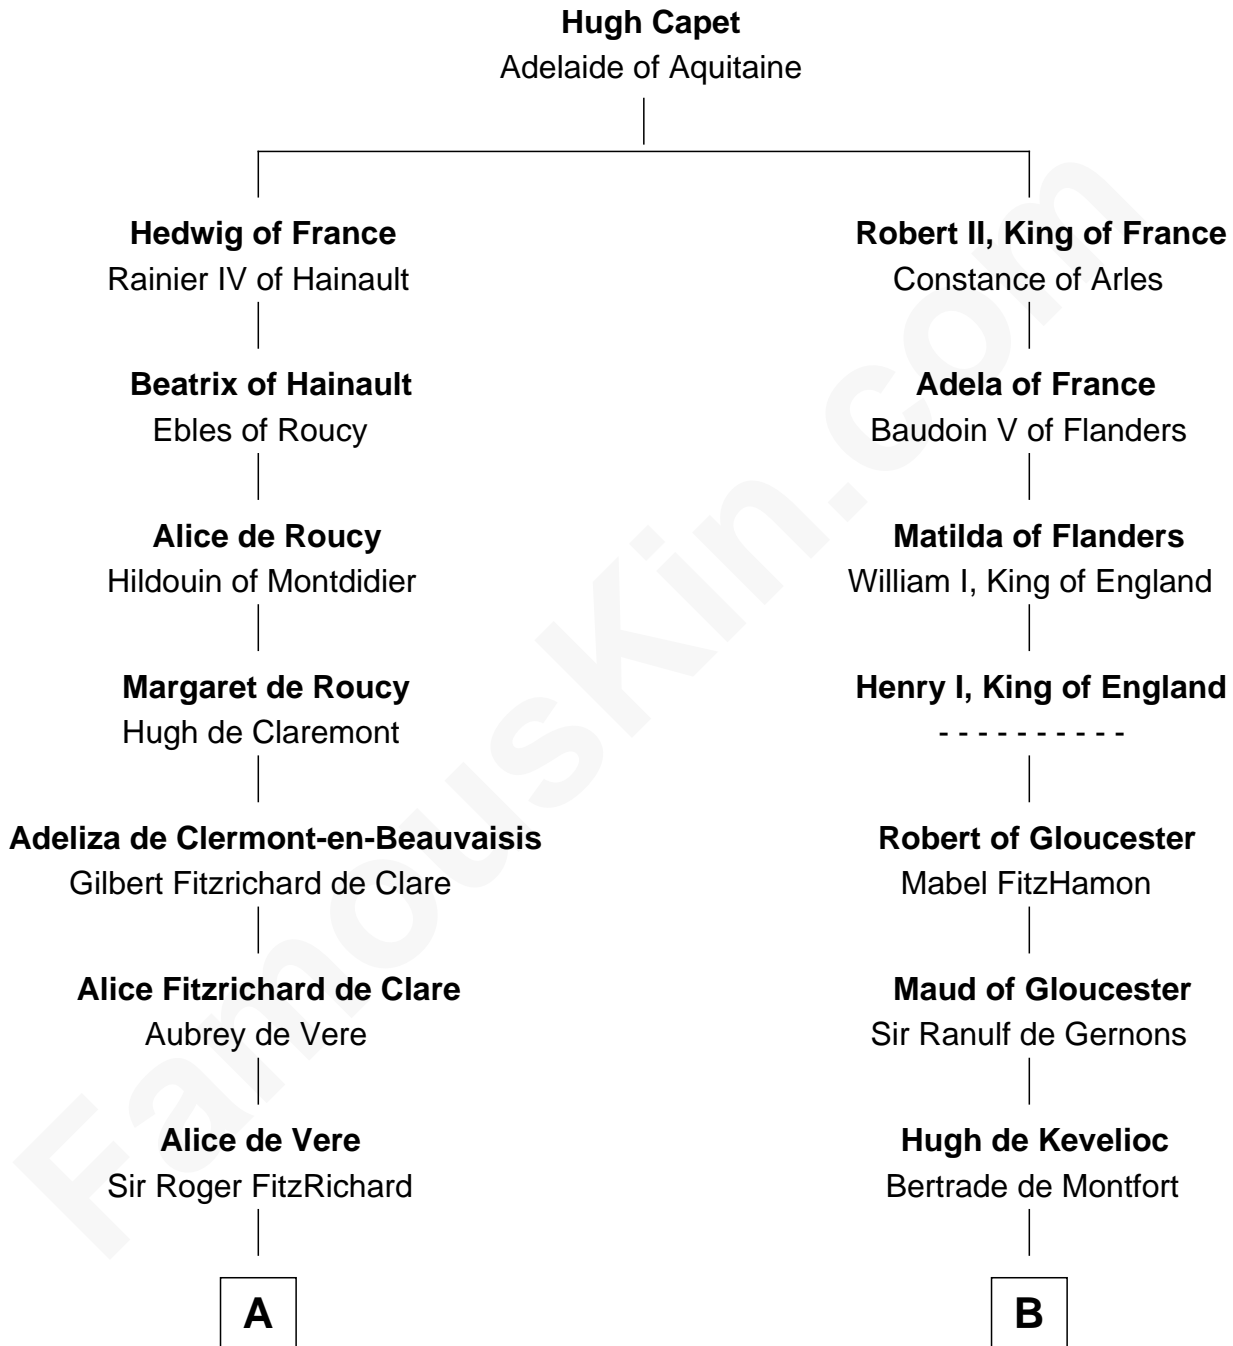 Hugh Capet
Adelaide of Aquitaine
Hedwig of France
Rainier IV of Hainault
Beatrix of Hainault
Ebles of Roucy
Alice de Roucy
Hildouin of Montdidier
Margaret de Roucy
Hugh de Claremont
Adeliza de Clermont-en-Beauvaisis
Gilbert Fitzrichard de Clare
Alice Fitzrichard de Clare
Aubrey de Vere
Alice de Vere
Sir Roger FitzRichard
A
Robert II, King of France
Constance of Arles
Adela of France
Baudoin V of Flanders
Matilda of Flanders
William I, King of England
Henry I, King of England
- - - - - - - - - -
Robert of Gloucester
Mabel FitzHamon
Maud of Gloucester
Sir Ranulf de Gernons
Hugh de Kevelioc
Bertrade de Montfort
B
FamousKin.com